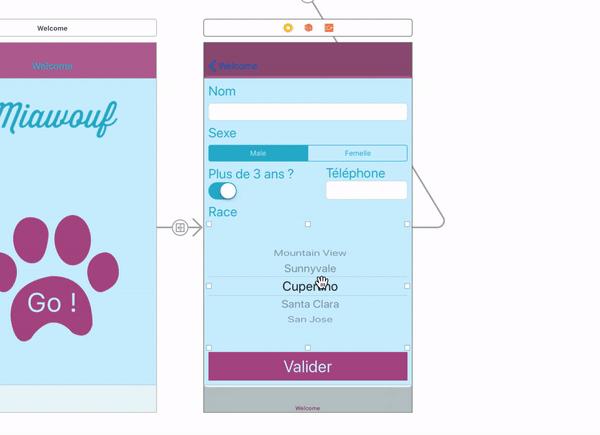 Welcome
Welcome
Miawouf
Go !
Welcome
Nom
Sexe
Male
Femelle
Plus de 3 ans ?
Téléphone
Race
Mountain View
Sunnyvale
Cupertino
Santa Clara
San Jose
Valider
Welcome